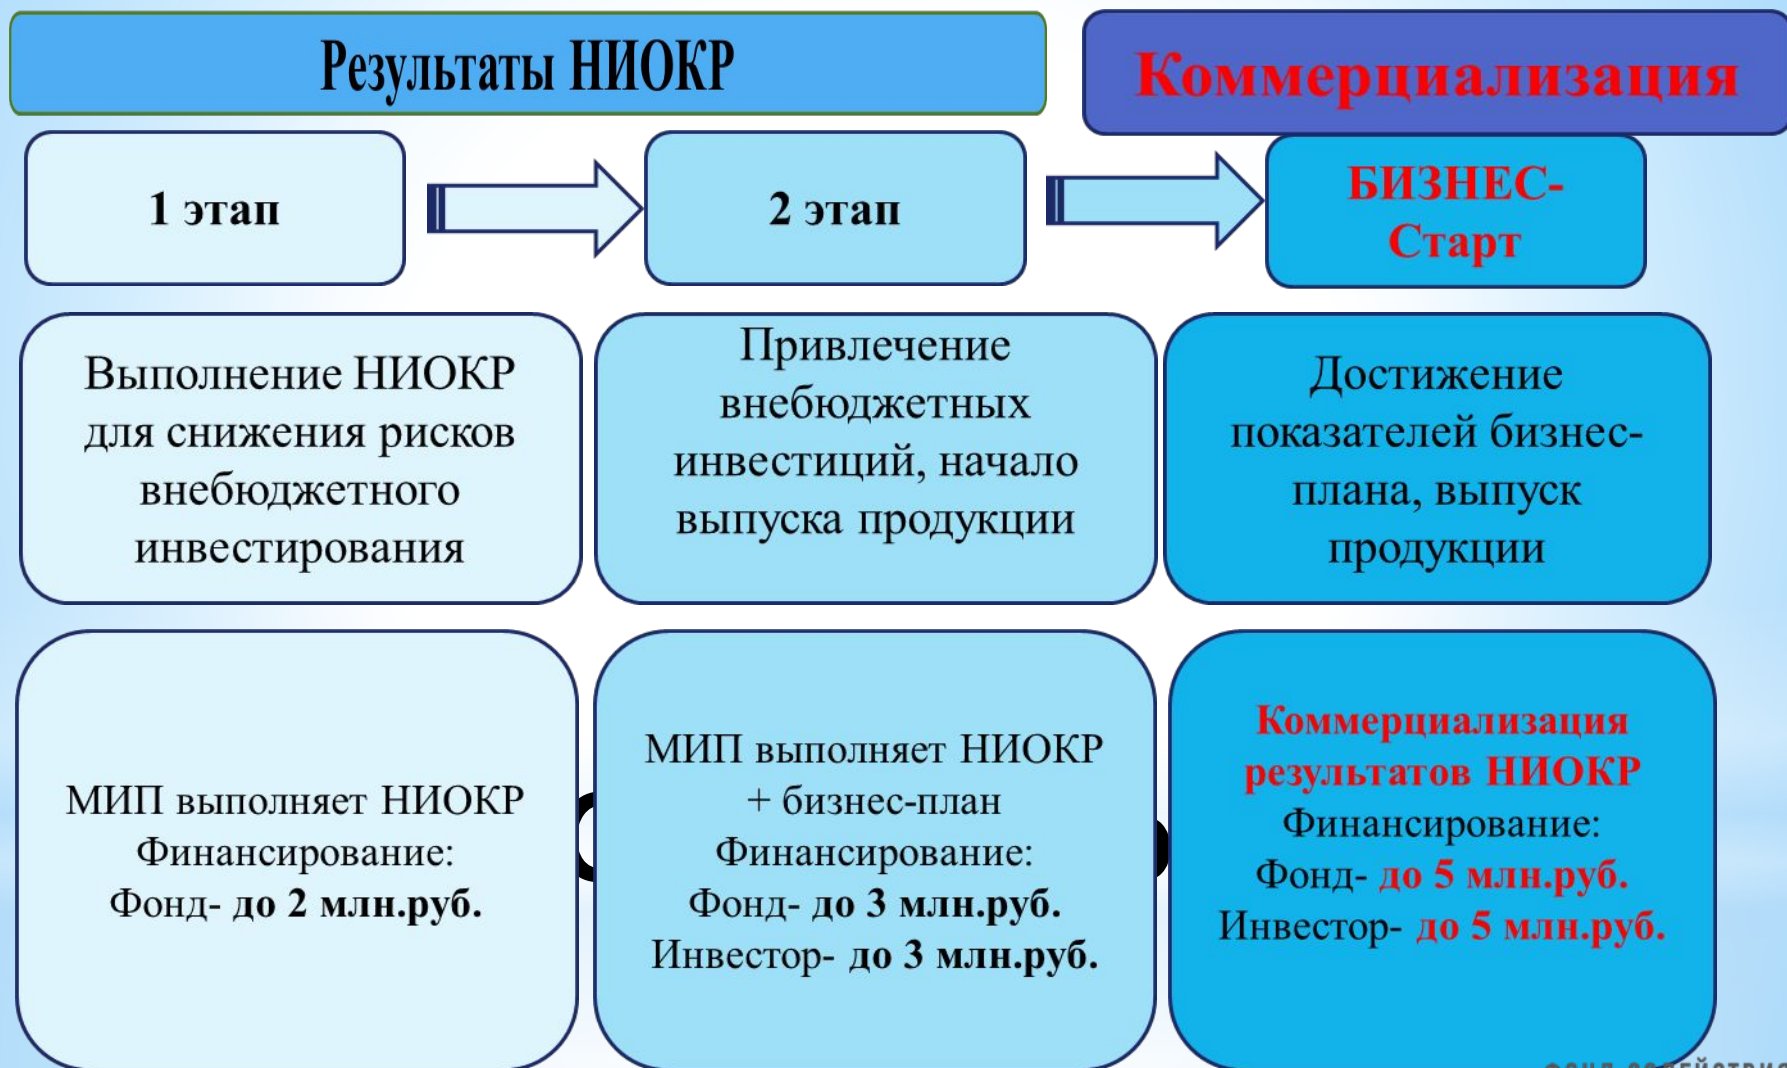 Результаты НИОКР
Коммерциализация
1 этап
2 этап
БИЗНЕС-
Старт
Выполнение НИОКР
для снижения рисков
внебюджетного
инвестирования
Привлечение
внебюджетных
инвестиций, начало
выпуска продукции
Достижение
показателей бизнес-
плана, выпуск
продукции
МИП выполняет НИОКР
Финансирование:
Фонд- до 2 млн.руб.
МИП выполняет НИОКР
+ бизнес-план
Финансирование:
Фонд- до 3 млн.руб.
Инвестор- до 3 млн.руб.
Коммерциализация
результатов НИОКР
Финансирование:
Фонд- до 5 млн.руб.
Инвестор- до 5 млн.руб.